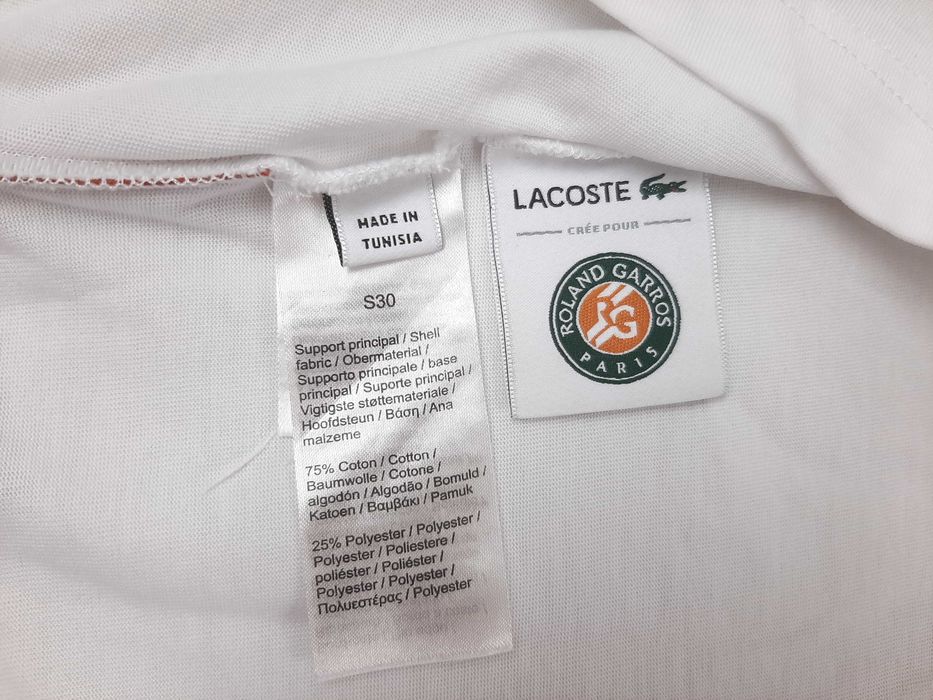 MADE IN
TUNISIA
S30
Support principal / Shell
fabric / Obermaterial /
Supporto principale / base
principal / Suporte principal /
Vigtigste støttemateriale /
Hoofdsteun / Βάση / Ana
malzeme
75% Coton / Cotton /
Baumwolle / Cotone /
algodón / Algodão / Bomuld /
Katoen / Βαμβάκι / Pamuk
25% Polyester / Polyester /
Polyester / Poliestere /
poliéster / Poliéster /
Polyester / Polyester /
Πολυεστέρας / Polyester
LACOSTE
CRÉE POUR
ROLAND GARROS
RG
PARIS